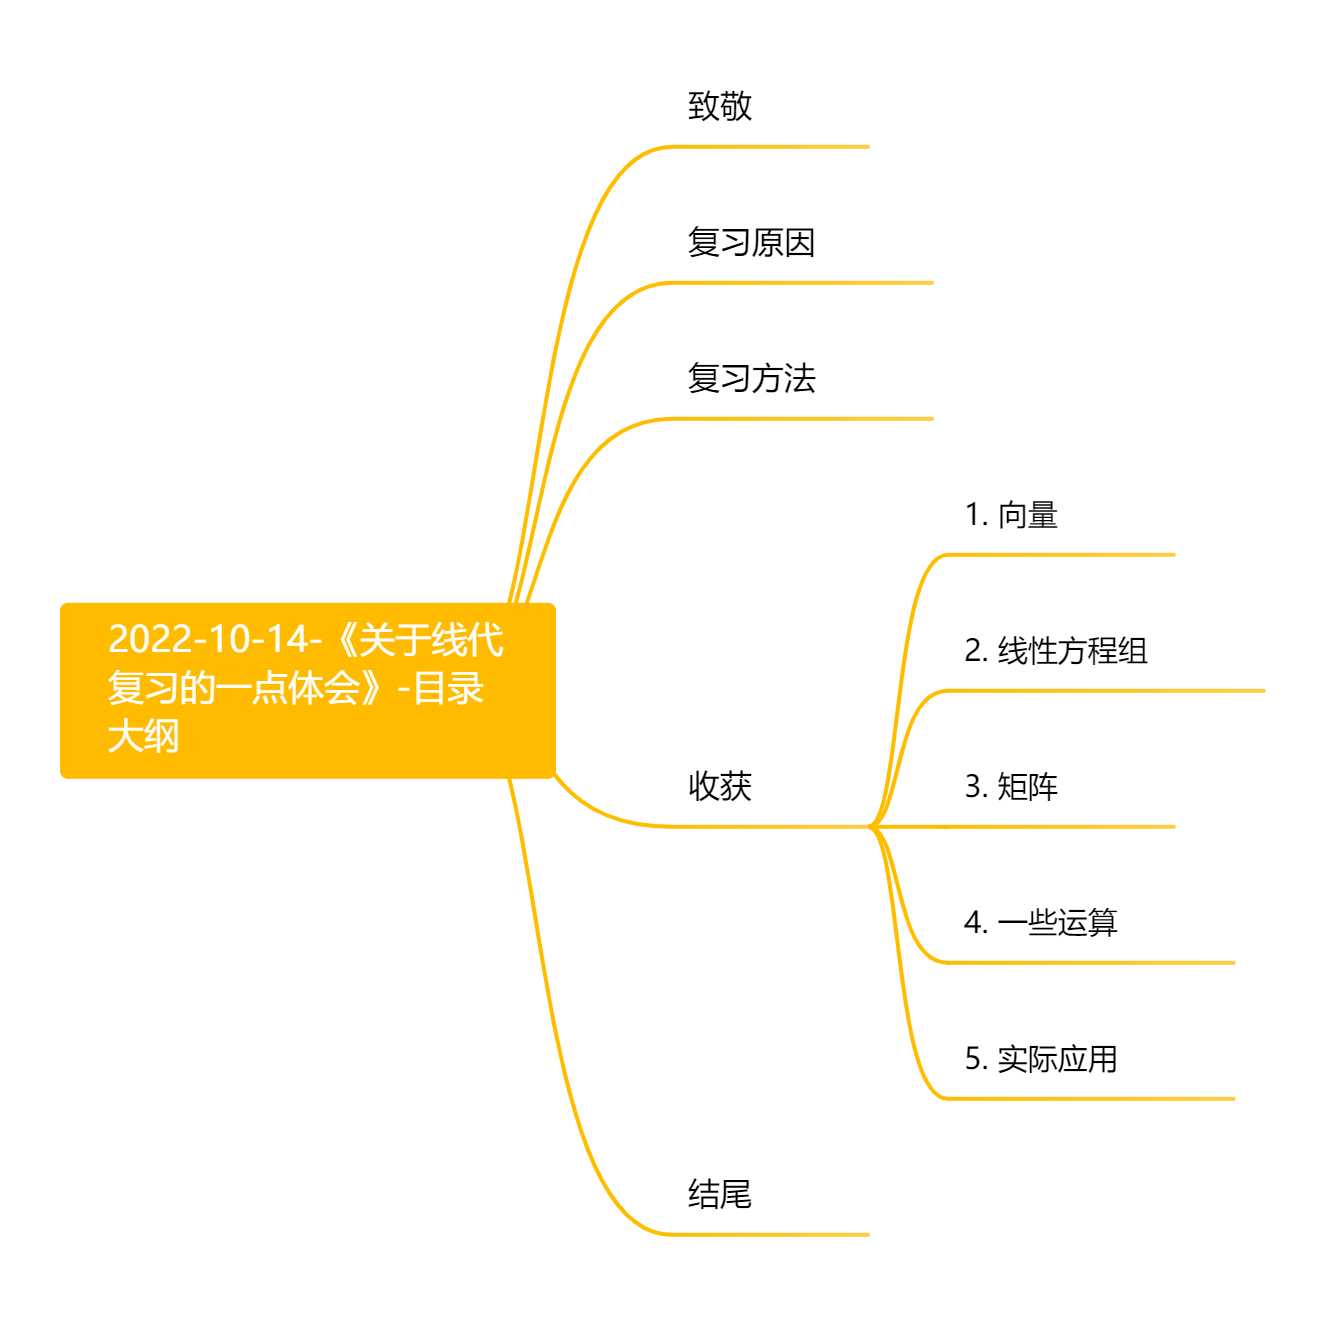 致敬
复习原因
复习方法
1. 向量
2. 线性方程组
2022-10-14-《关于线代
复习的一点体会》-目录
大纲
收获
3. 矩阵
4. 一些运算
5. 实际应用
结尾